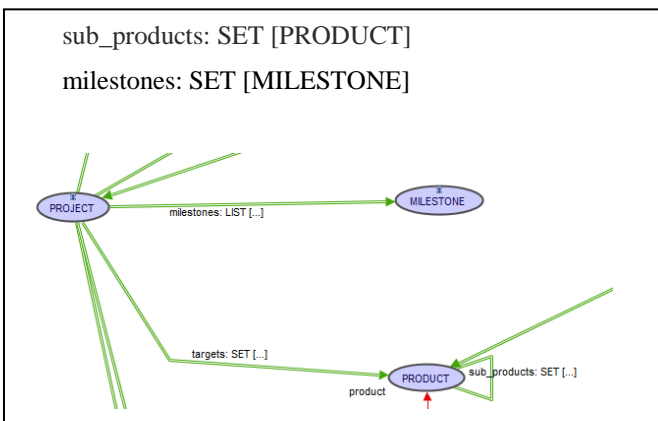 sub_products: SET [PRODUCT]
milestones: SET [MILESTONE]
*
*
PROJECT
MILESTONE
milestones: LIST [...]
targets: SET [...]
PRODUCT
sub_products: SET [...]
product